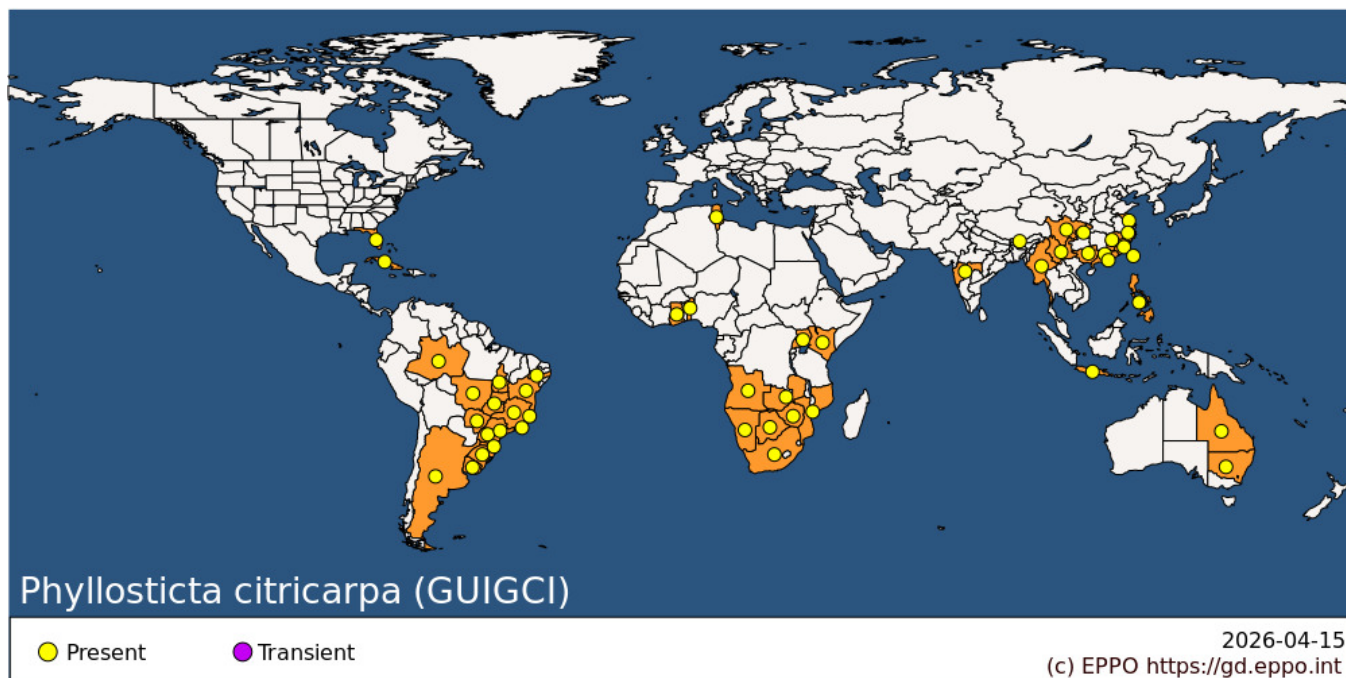 Phyllosticta citricarpa (GUIGCI)
Present
Transient
2026-04-15
(c) EPPO https://gd.eppo.int